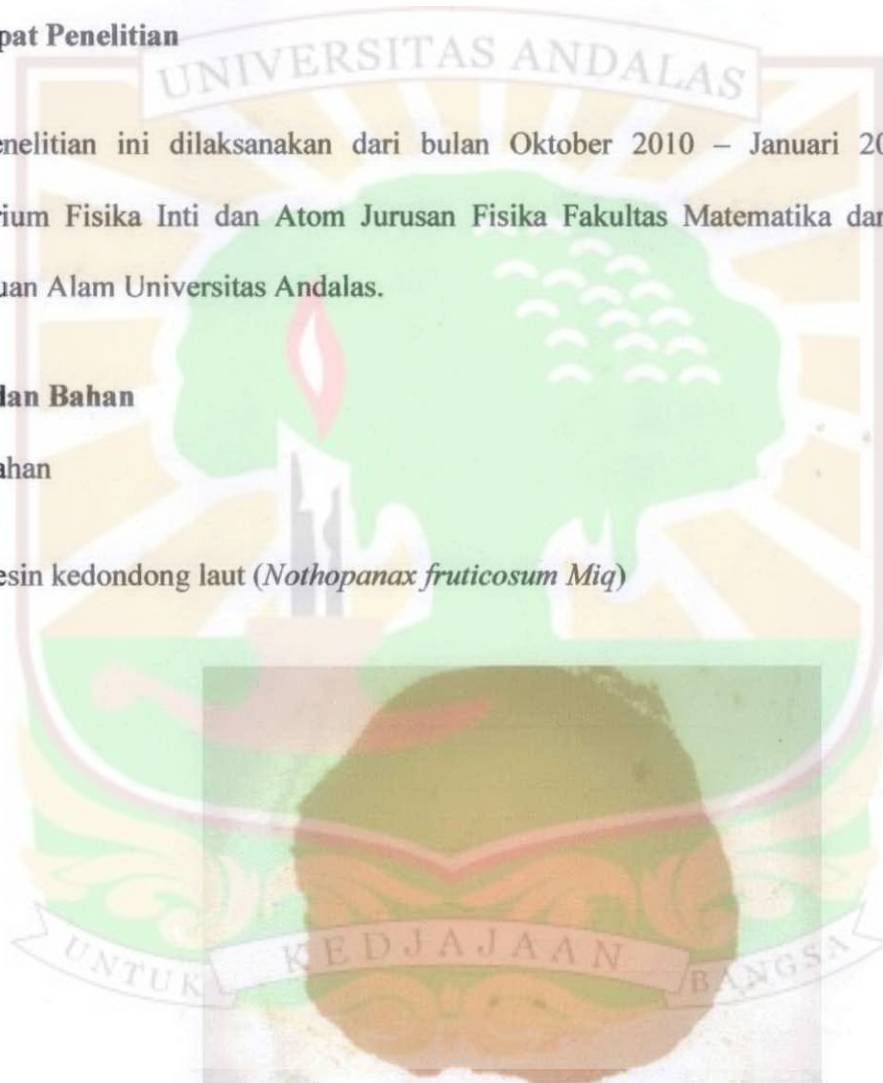 pat Penelitian
UNIVERSITAS ANDALAS
enelitian ini dilaksanakan dari bulan Oktober 2010 – Januari 20
rium Fisika Inti dan Atom Jurusan Fisika Fakultas Matematika dan
uan Alam Universitas Andalas.
dan Bahan
ahan
esin kedondong laut (Nothopanax fruticosum Miq)
UNTUK KEDJAJAAN BANGSA